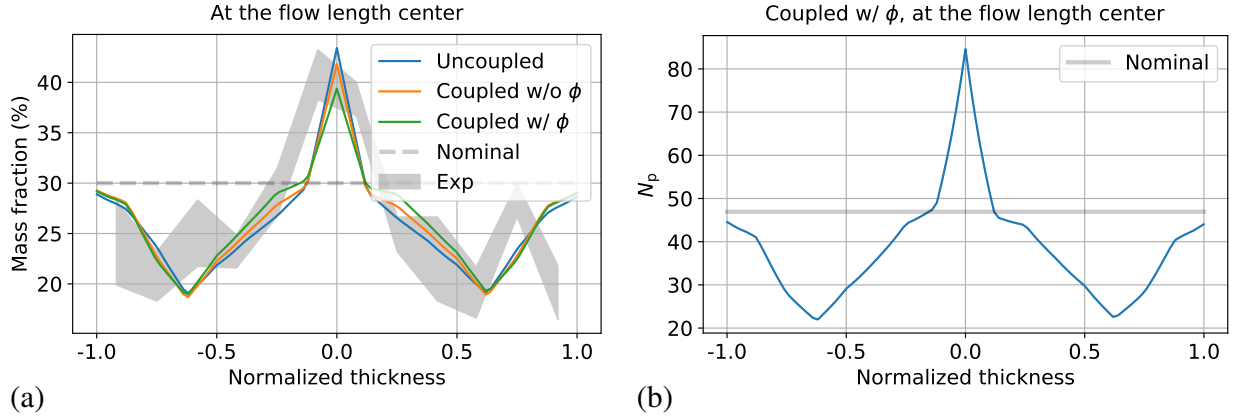 At the flow length center
Mass fraction (%)
40
35
30
25
20
Uncoupled
Coupled w/o ϕ
Coupled w/ ϕ
Nominal
Exp
-1.0 -0.5 0.0 0.5 1.0
Normalized thickness
(a)
Coupled w/ ϕ, at the flow length center
Nₚ
80
70
60
50
40
30
20
Nominal
-1.0 -0.5 0.0 0.5 1.0
Normalized thickness
(b)